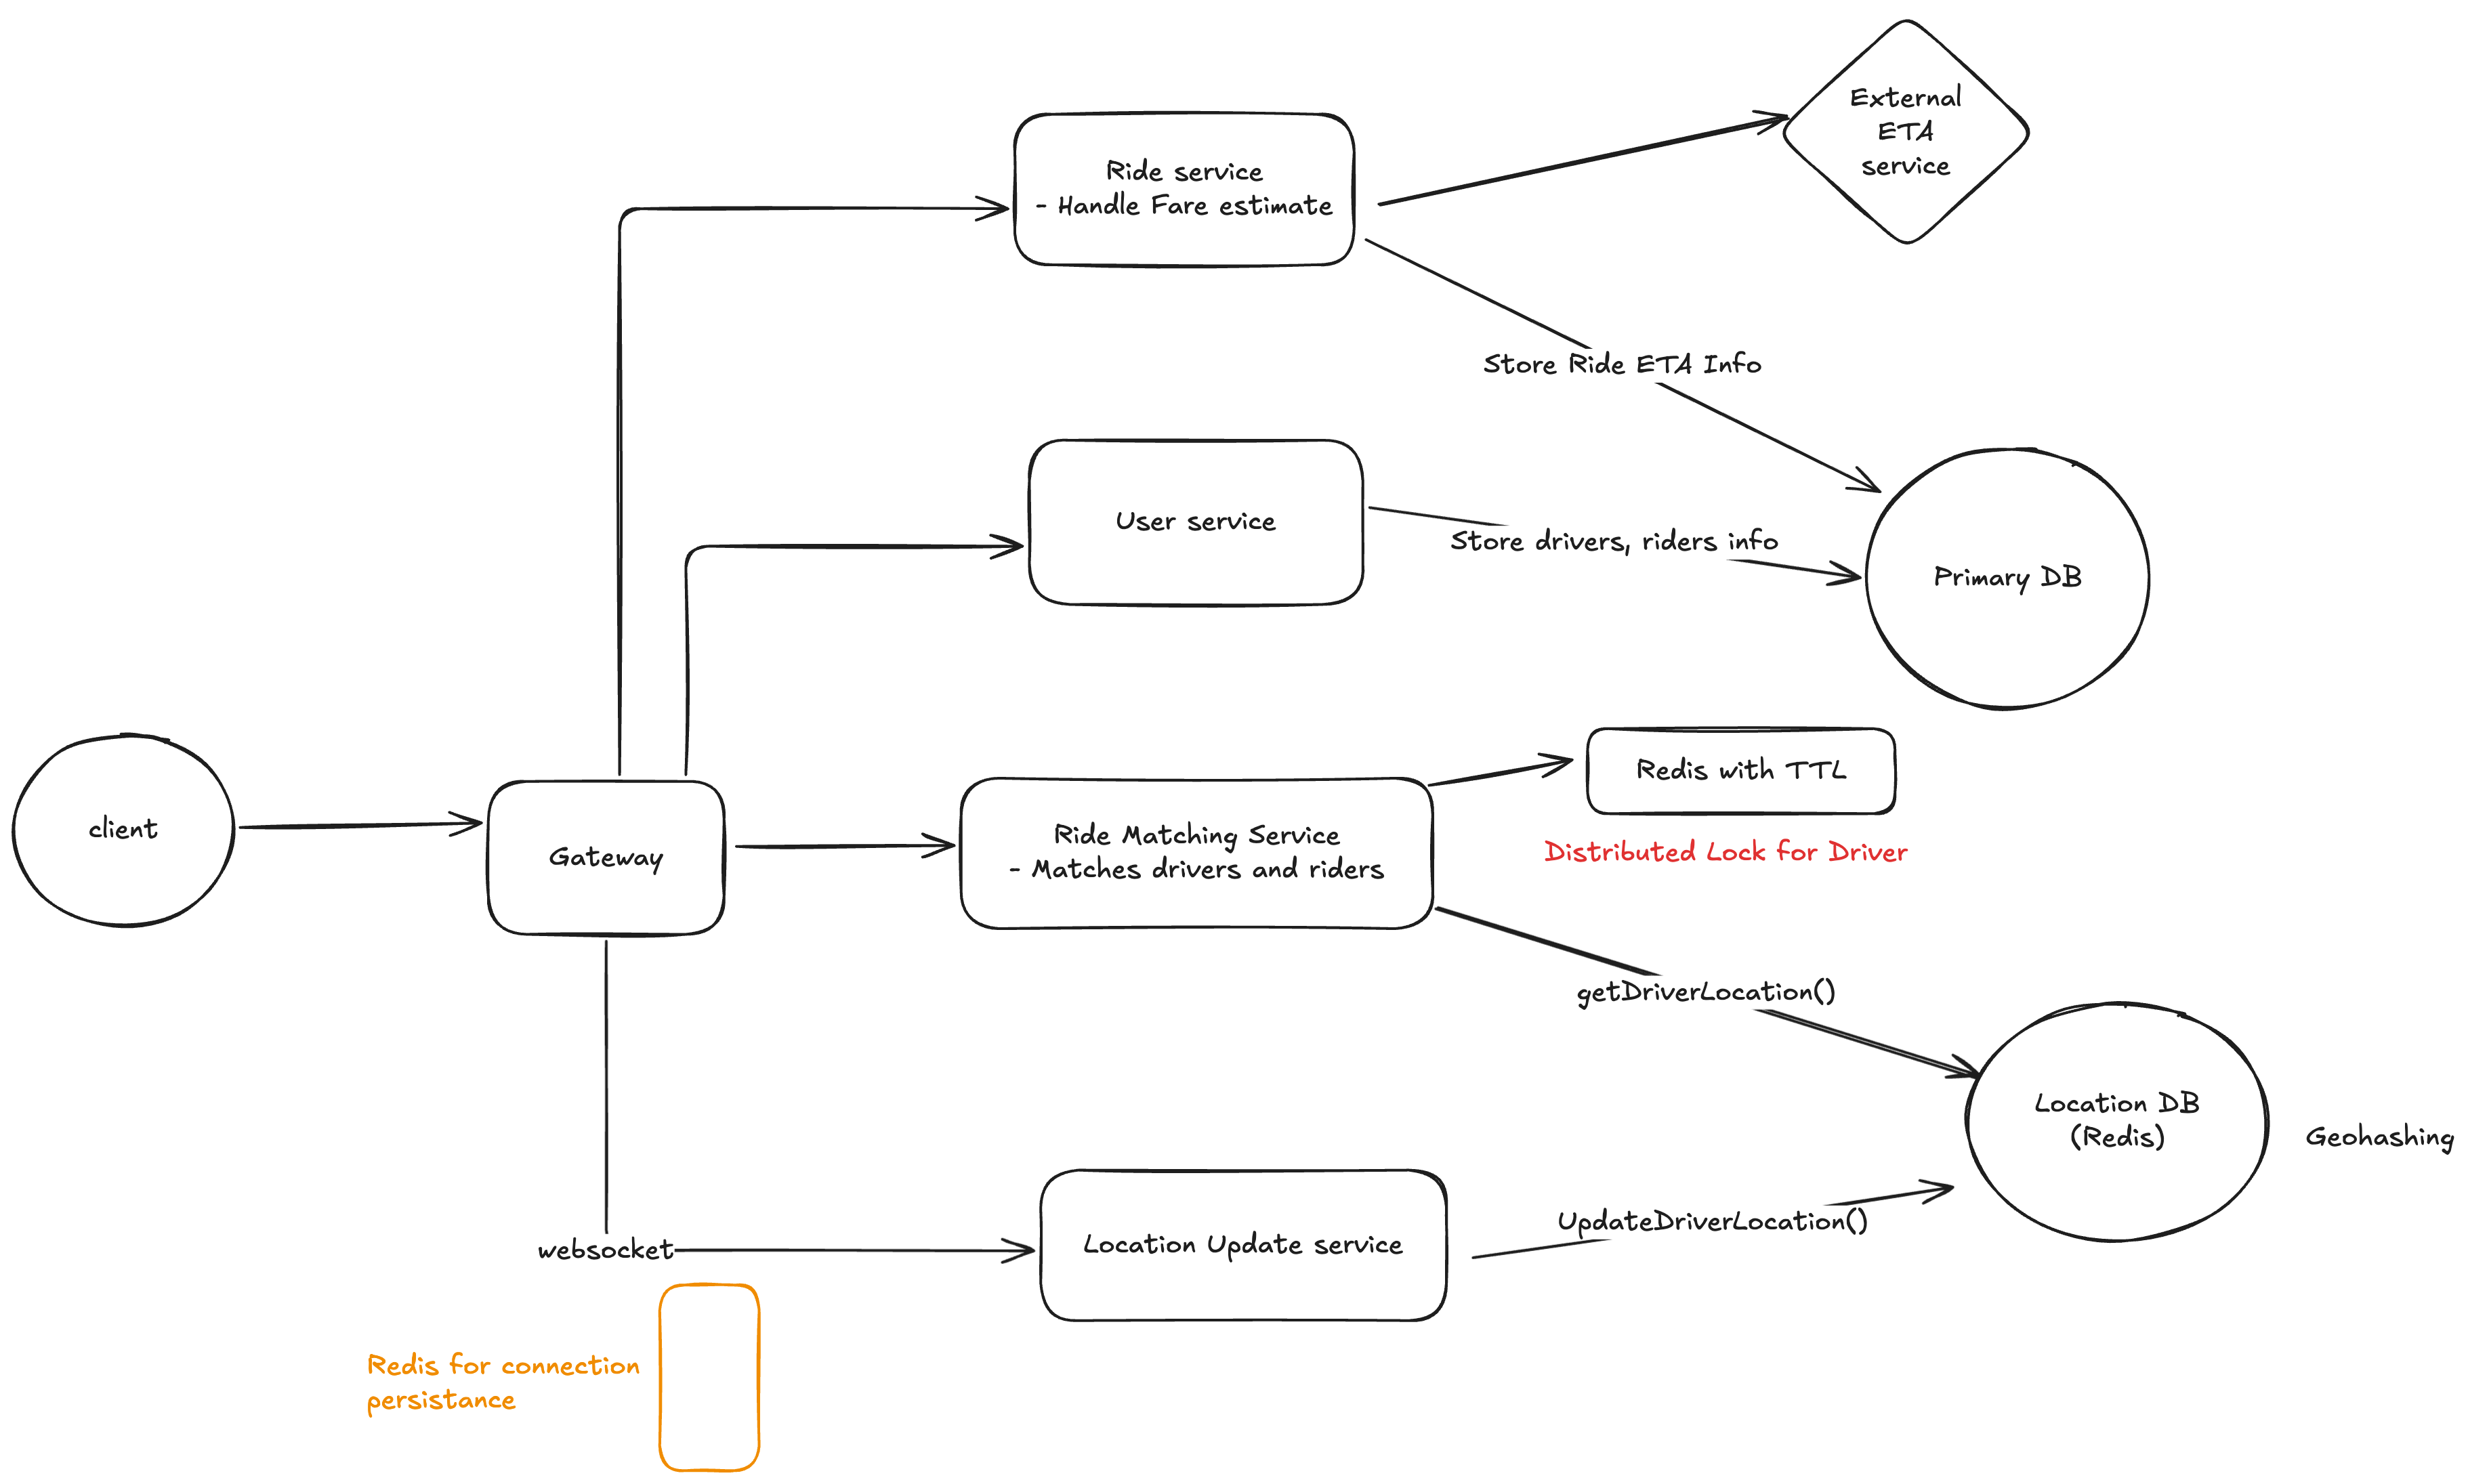 External
ETA
service
Ride service
- Handle Fare estimate
Store Ride ETA Info
User service
Store drivers, riders info
Primary DB
client
Gateway
Ride Matching Service
- Matches drivers and riders
Redis with TTL
Distributed Lock for Driver
getDriverLocation()
Location DB
(Redis)
Geohashing
UpdateDriverLocation()
websocket
Location Update service
Redis for connection
persistance